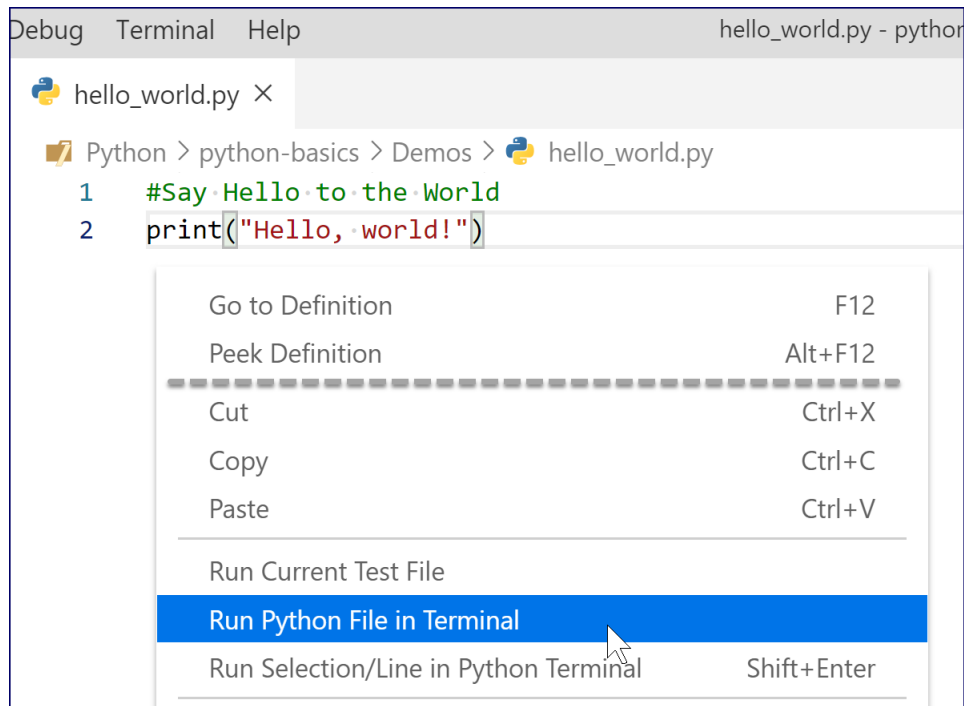 Debug Terminal Help hello_world.py - python
hello_world.py
Python > python-basics > Demos > hello_world.py
1 #Say Hello to the World
2 print("Hello, world!")
Go to Definition F12
Peek Definition Alt+F12
Cut Ctrl+X
Copy Ctrl+C
Paste Ctrl+V
Run Current Test File
Run Python File in Terminal
Run Selection/Line in Python Terminal Shift+Enter